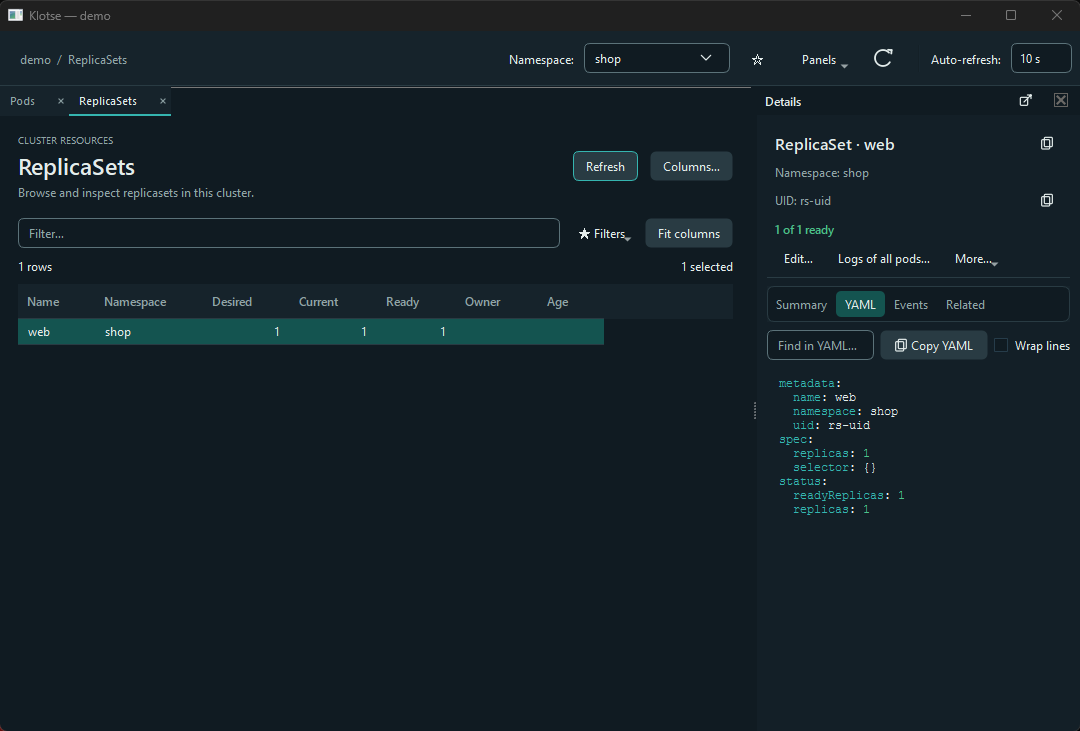 Klotse — demo
demo / ReplicaSets
Namespace: shop
Panels
Auto-refresh: 10 s
Pods
ReplicaSets
CLUSTER RESOURCES
ReplicaSets
Browse and inspect replicasets in this cluster.
Refresh
Columns...
Filter...
Filters
Fit columns
1 rows
1 selected
Name Namespace Desired Current Ready Owner Age
web shop 1 1 1
Details
ReplicaSet · web
Namespace: shop
UID: rs-uid
1 of 1 ready
Edit... Logs of all pods... More...
Summary YAML Events Related
Find in YAML... Copy YAML Wrap lines
metadata:
  name: web
  namespace: shop
  uid: rs-uid
spec:
  replicas: 1
  selector: {}
status:
  readyReplicas: 1
  replicas: 1